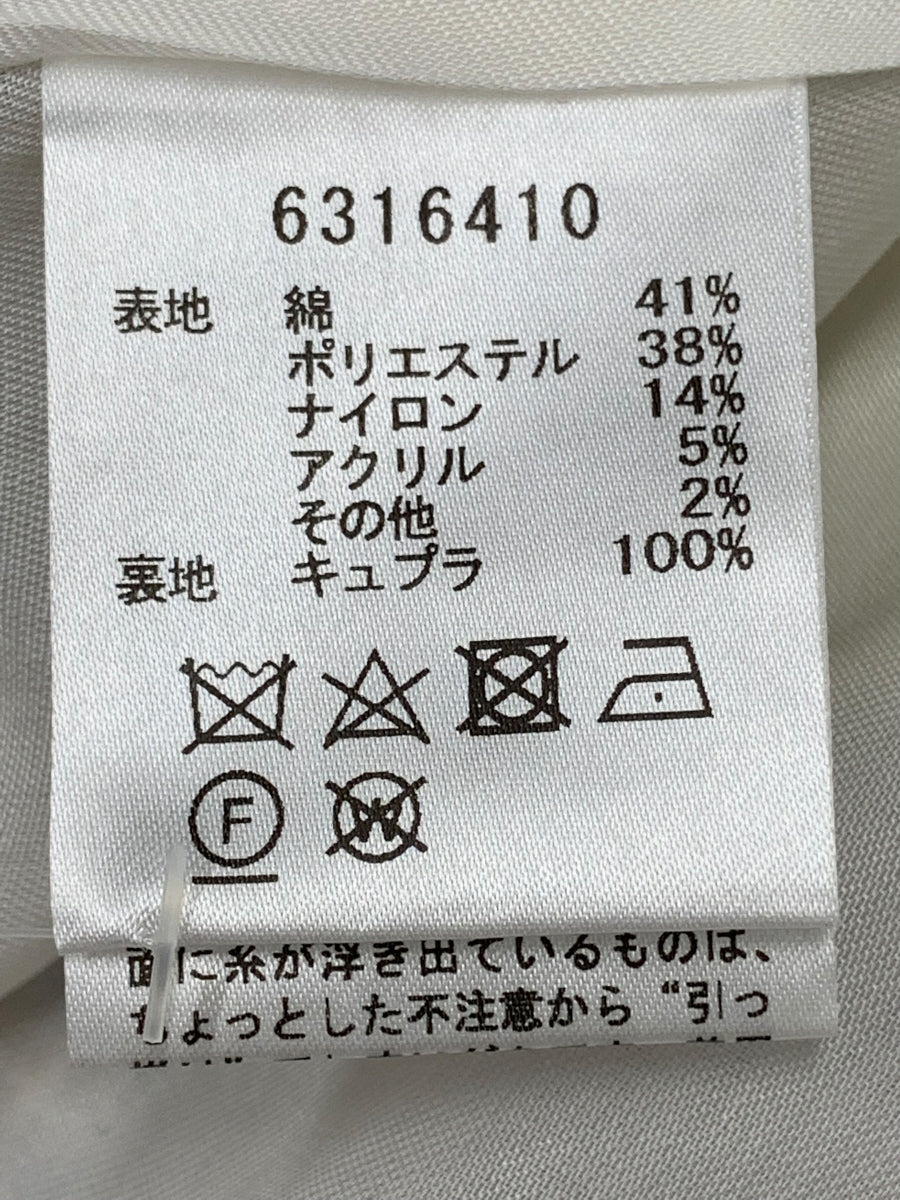 6316410
表地 綿 41%
ポリエステル 38%
ナイロン 14%
アクリル 5%
その他 2%
裏地 キュプラ 100%
F
W
面に糸が浮き出ているものは、
ちょっとした不注意から“引っ